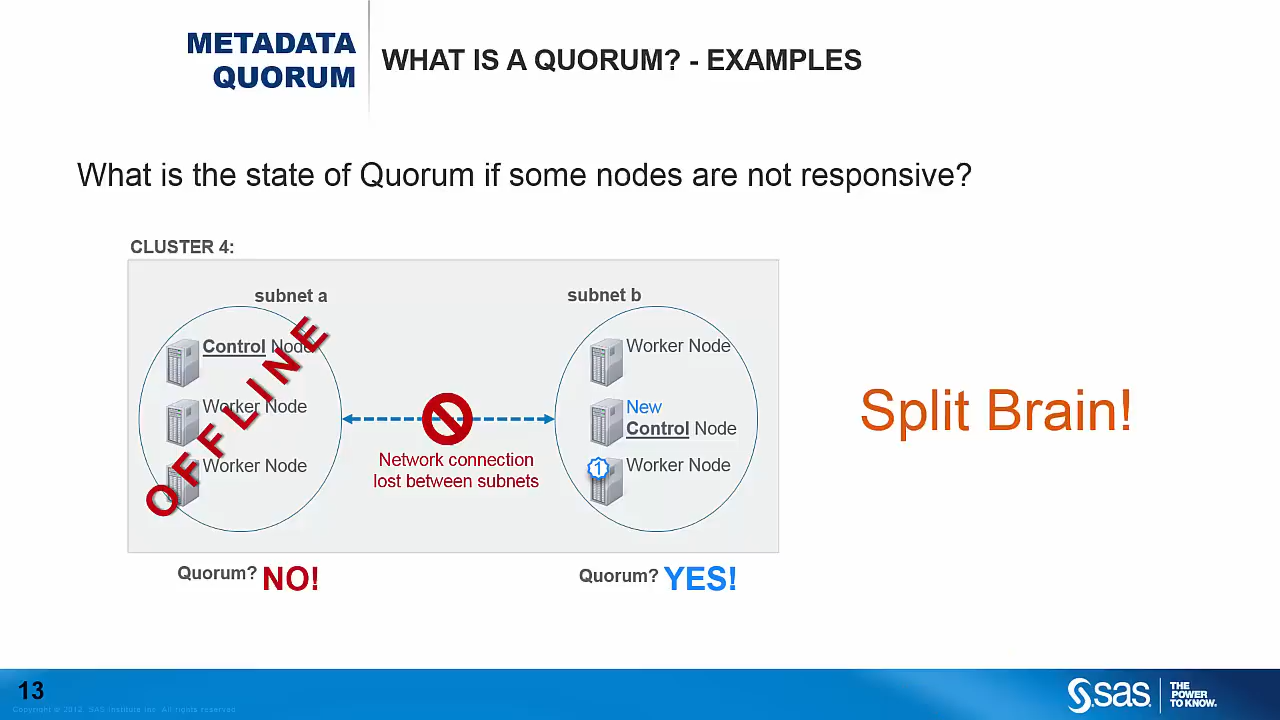 METADATA
QUORUM
WHAT IS A QUORUM? - EXAMPLES
What is the state of Quorum if some nodes are not responsive?
CLUSTER 4:
subnet a
Control Node
Worker Node
Worker Node
OFFLINE
Network connection
lost between subnets
subnet b
Worker Node
New
Control Node
1
Worker Node
Split Brain!
Quorum? NO!
Quorum? YES!
13
Copyright © 2012, SAS Institute Inc. All rights reserved.
sas
THE
POWER
TO KNOW.